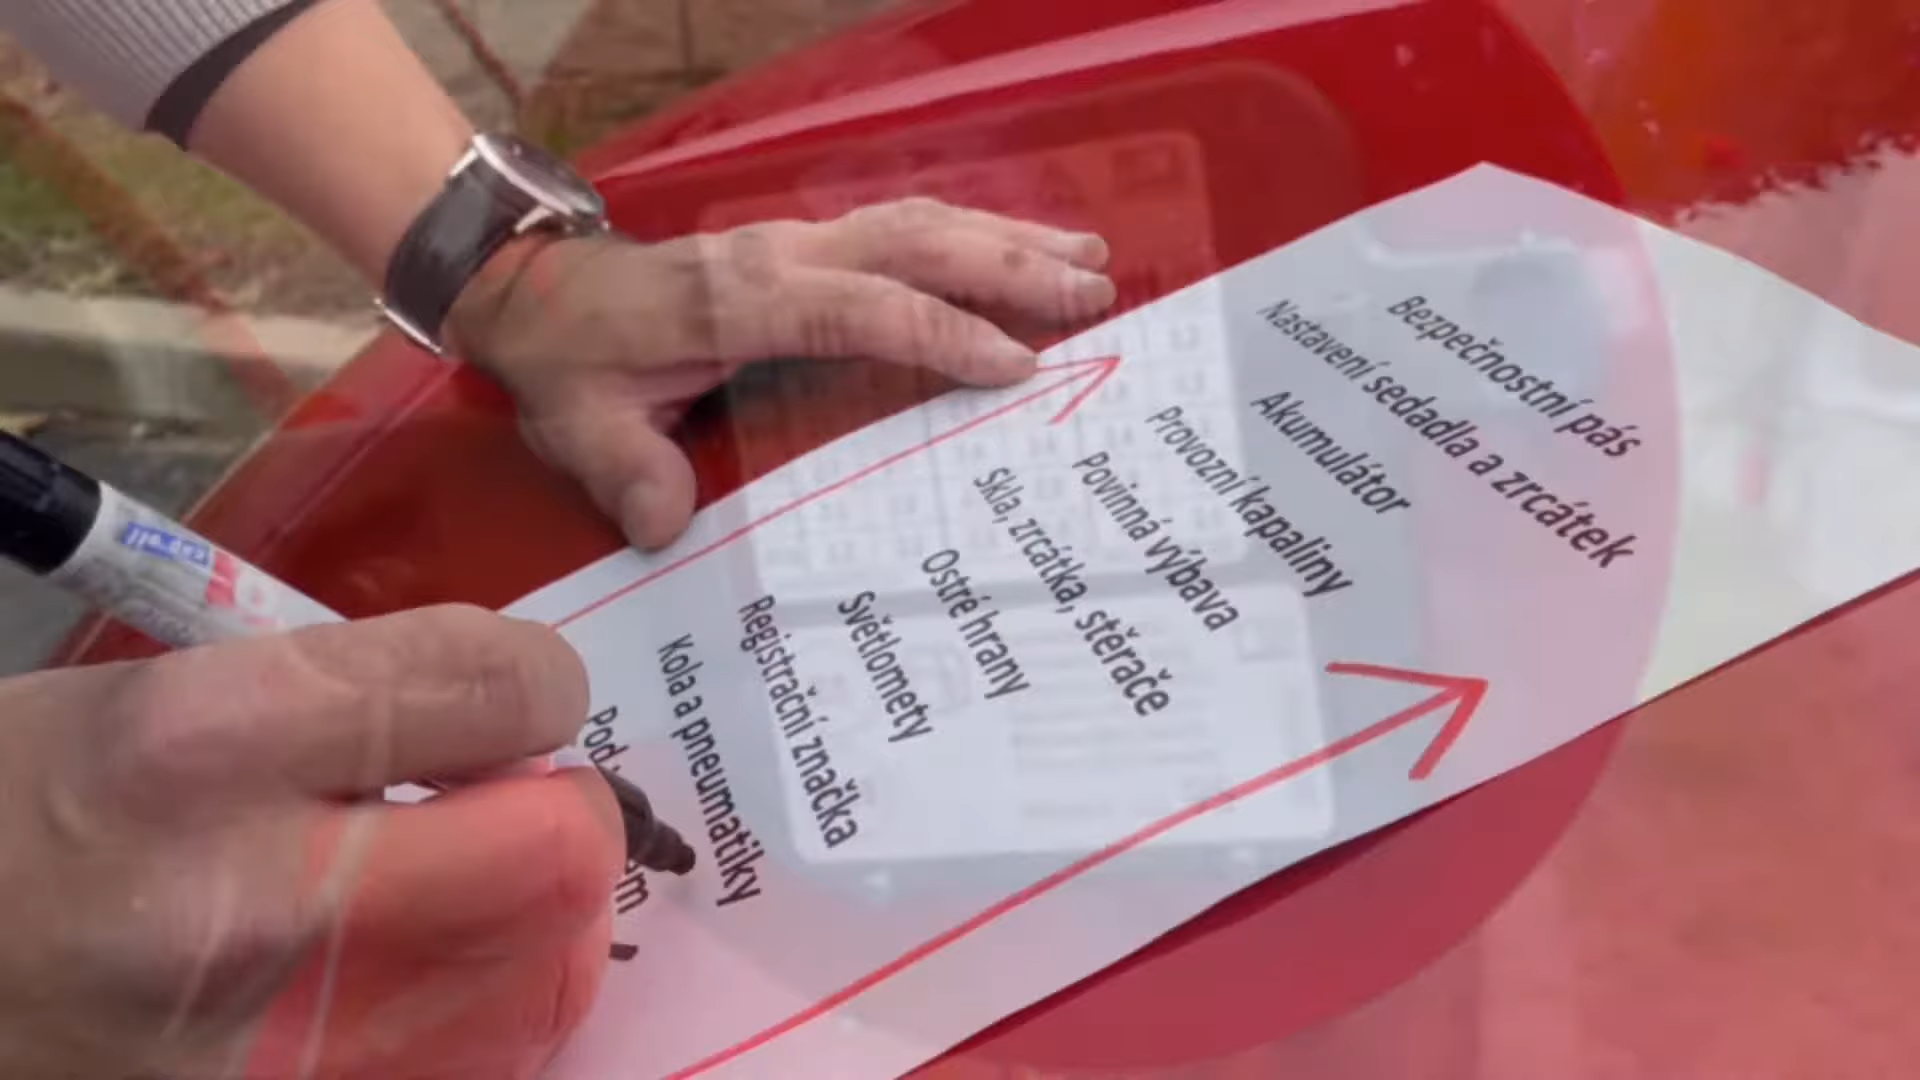 Bezpečnostní pás
Nastavení sedadla a zrcátek
Akumulátor
Provozní kapaliny
Povinná výbava
Skla, zrcátka, stěrače
Ostré hrany
Světlomety
Registrační značka
Kola a pneumatiky
Pod